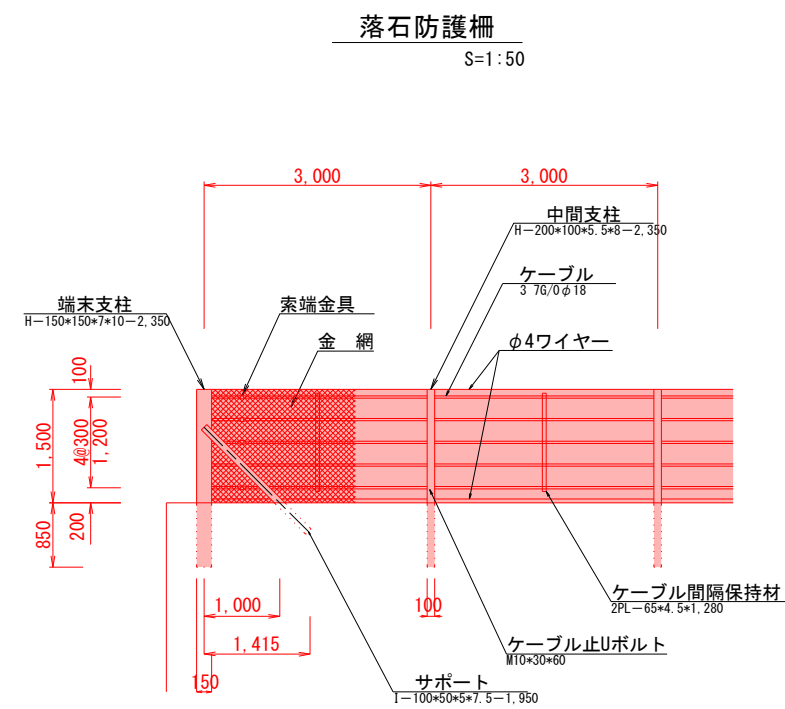 落石防護柵
S=1:50
3,000
3,000
中間支柱
H－200*100*5.5*8－2,350
ケーブル
3 7G/0φ18
端末支柱
H－150*150*7*10－2,350
索端金具
金 網
φ4ワイヤー
100
1,500
4@300
1,200
850
200
1,000
100
1,415
150
ケーブル間隔保持材
2PL－65*4.5*1,280
ケーブル止Uボルト
M10*30*60
サポート
I－100*50*5*7.5－1,950